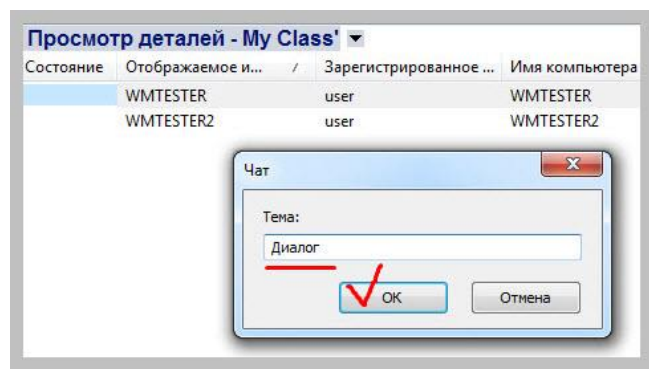 Просмотр деталей - My Class'
Состояние Отображаемое и... / Зарегистрированное ... Имя компьютера
WMTESTER user WMTESTER
WMTESTER2 user WMTESTER2
Чат
Тема:
Диалог
OK Отмена